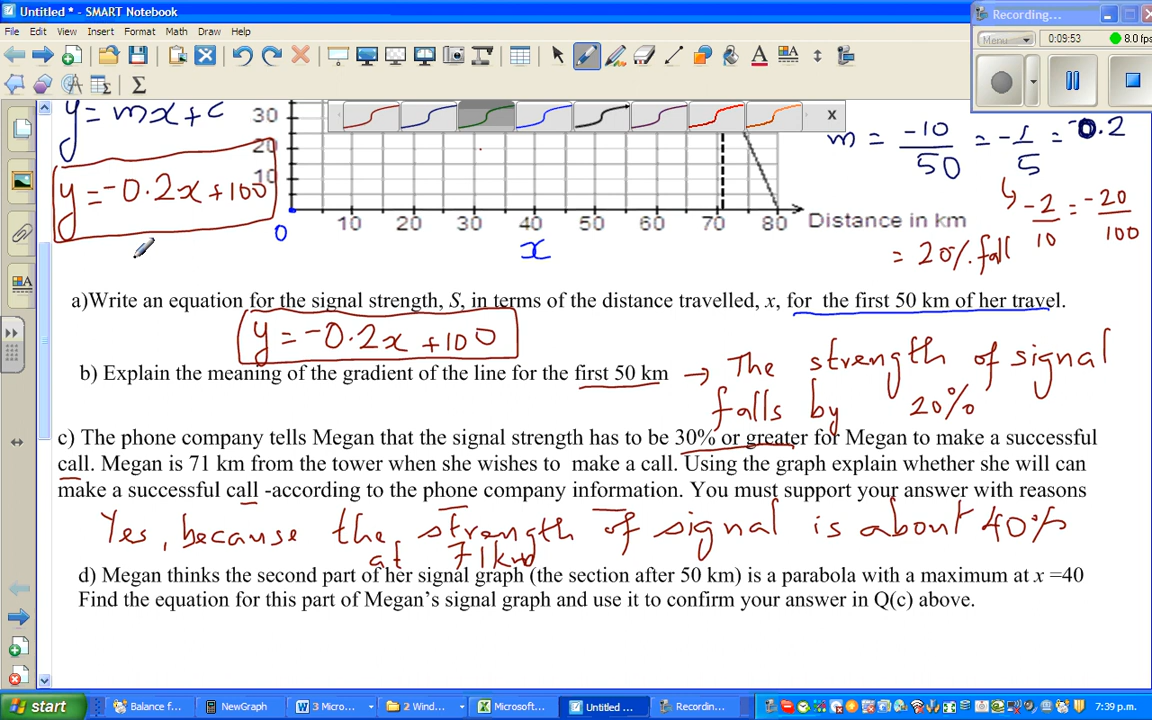 Untitled * - SMART Notebook
Recording...
File Edit View Insert Format Math Draw Help
Menu 0:09:53 8.0 fps
y = mx + c
30
x
m = -10/50 = -1/5 = -0.2
20
y = -0.2x + 100
10
-2/10 = -20/100
0 10 20 30 40 50 60 70 80 Distance in km
x
= 20% fall
a)Write an equation for the signal strength, S, in terms of the distance travelled, x, for the first 50 km of her travel.
y = -0.2x + 100
b) Explain the meaning of the gradient of the line for the first 50 km → The strength of signal
falls by 20%
c) The phone company tells Megan that the signal strength has to be 30% or greater for Megan to make a successful
call. Megan is 71 km from the tower when she wishes to make a call. Using the graph explain whether she will can
make a successful call -according to the phone company information. You must support your answer with reasons
Yes, because the strength of signal is about 40%
at 71km
d) Megan thinks the second part of her signal graph (the section after 50 km) is a parabola with a maximum at x =40
Find the equation for this part of Megan's signal graph and use it to confirm your answer in Q(c) above.
start Balance f... NewGraph 3 Micro... 2 Wind... Microsoft... Untitled ... Recordin... 7:39 p.m.